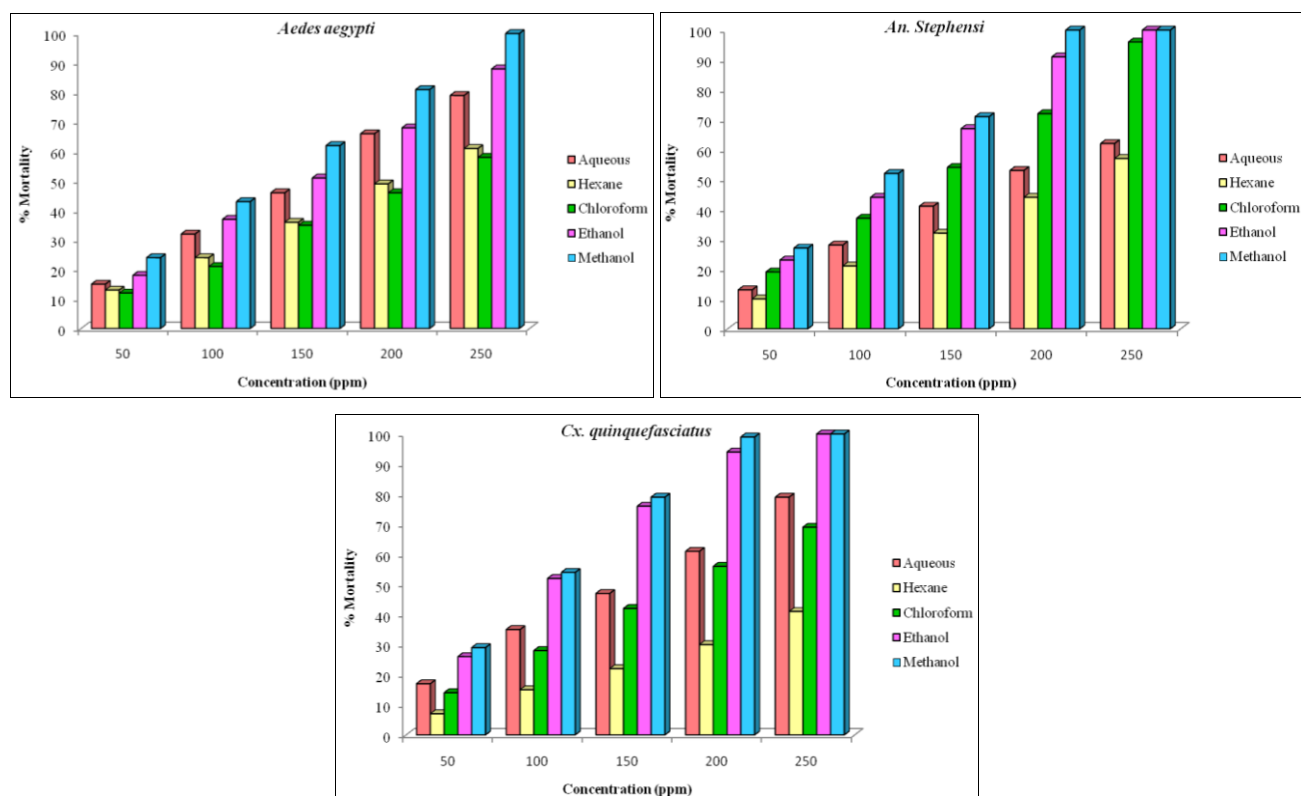 Aedes aegypti
100
90
80
70
60
50
40
30
20
10
0
% Mortality
50 100 150 200 250
Concentration (ppm)
Aqueous
Hexane
Chloroform
Ethanol
Methanol
An. Stephensi
100
90
80
70
60
50
40
30
20
10
0
% Mortality
50 100 150 200 250
Concentration (ppm)
Aqueous
Hexane
Chloroform
Ethanol
Methanol
Cx. quinquefasciatus
100
90
80
70
60
50
40
30
20
10
0
% Mortality
50 100 150 200 250
Concentration (ppm)
Aqueous
Hexane
Chloroform
Ethanol
Methanol